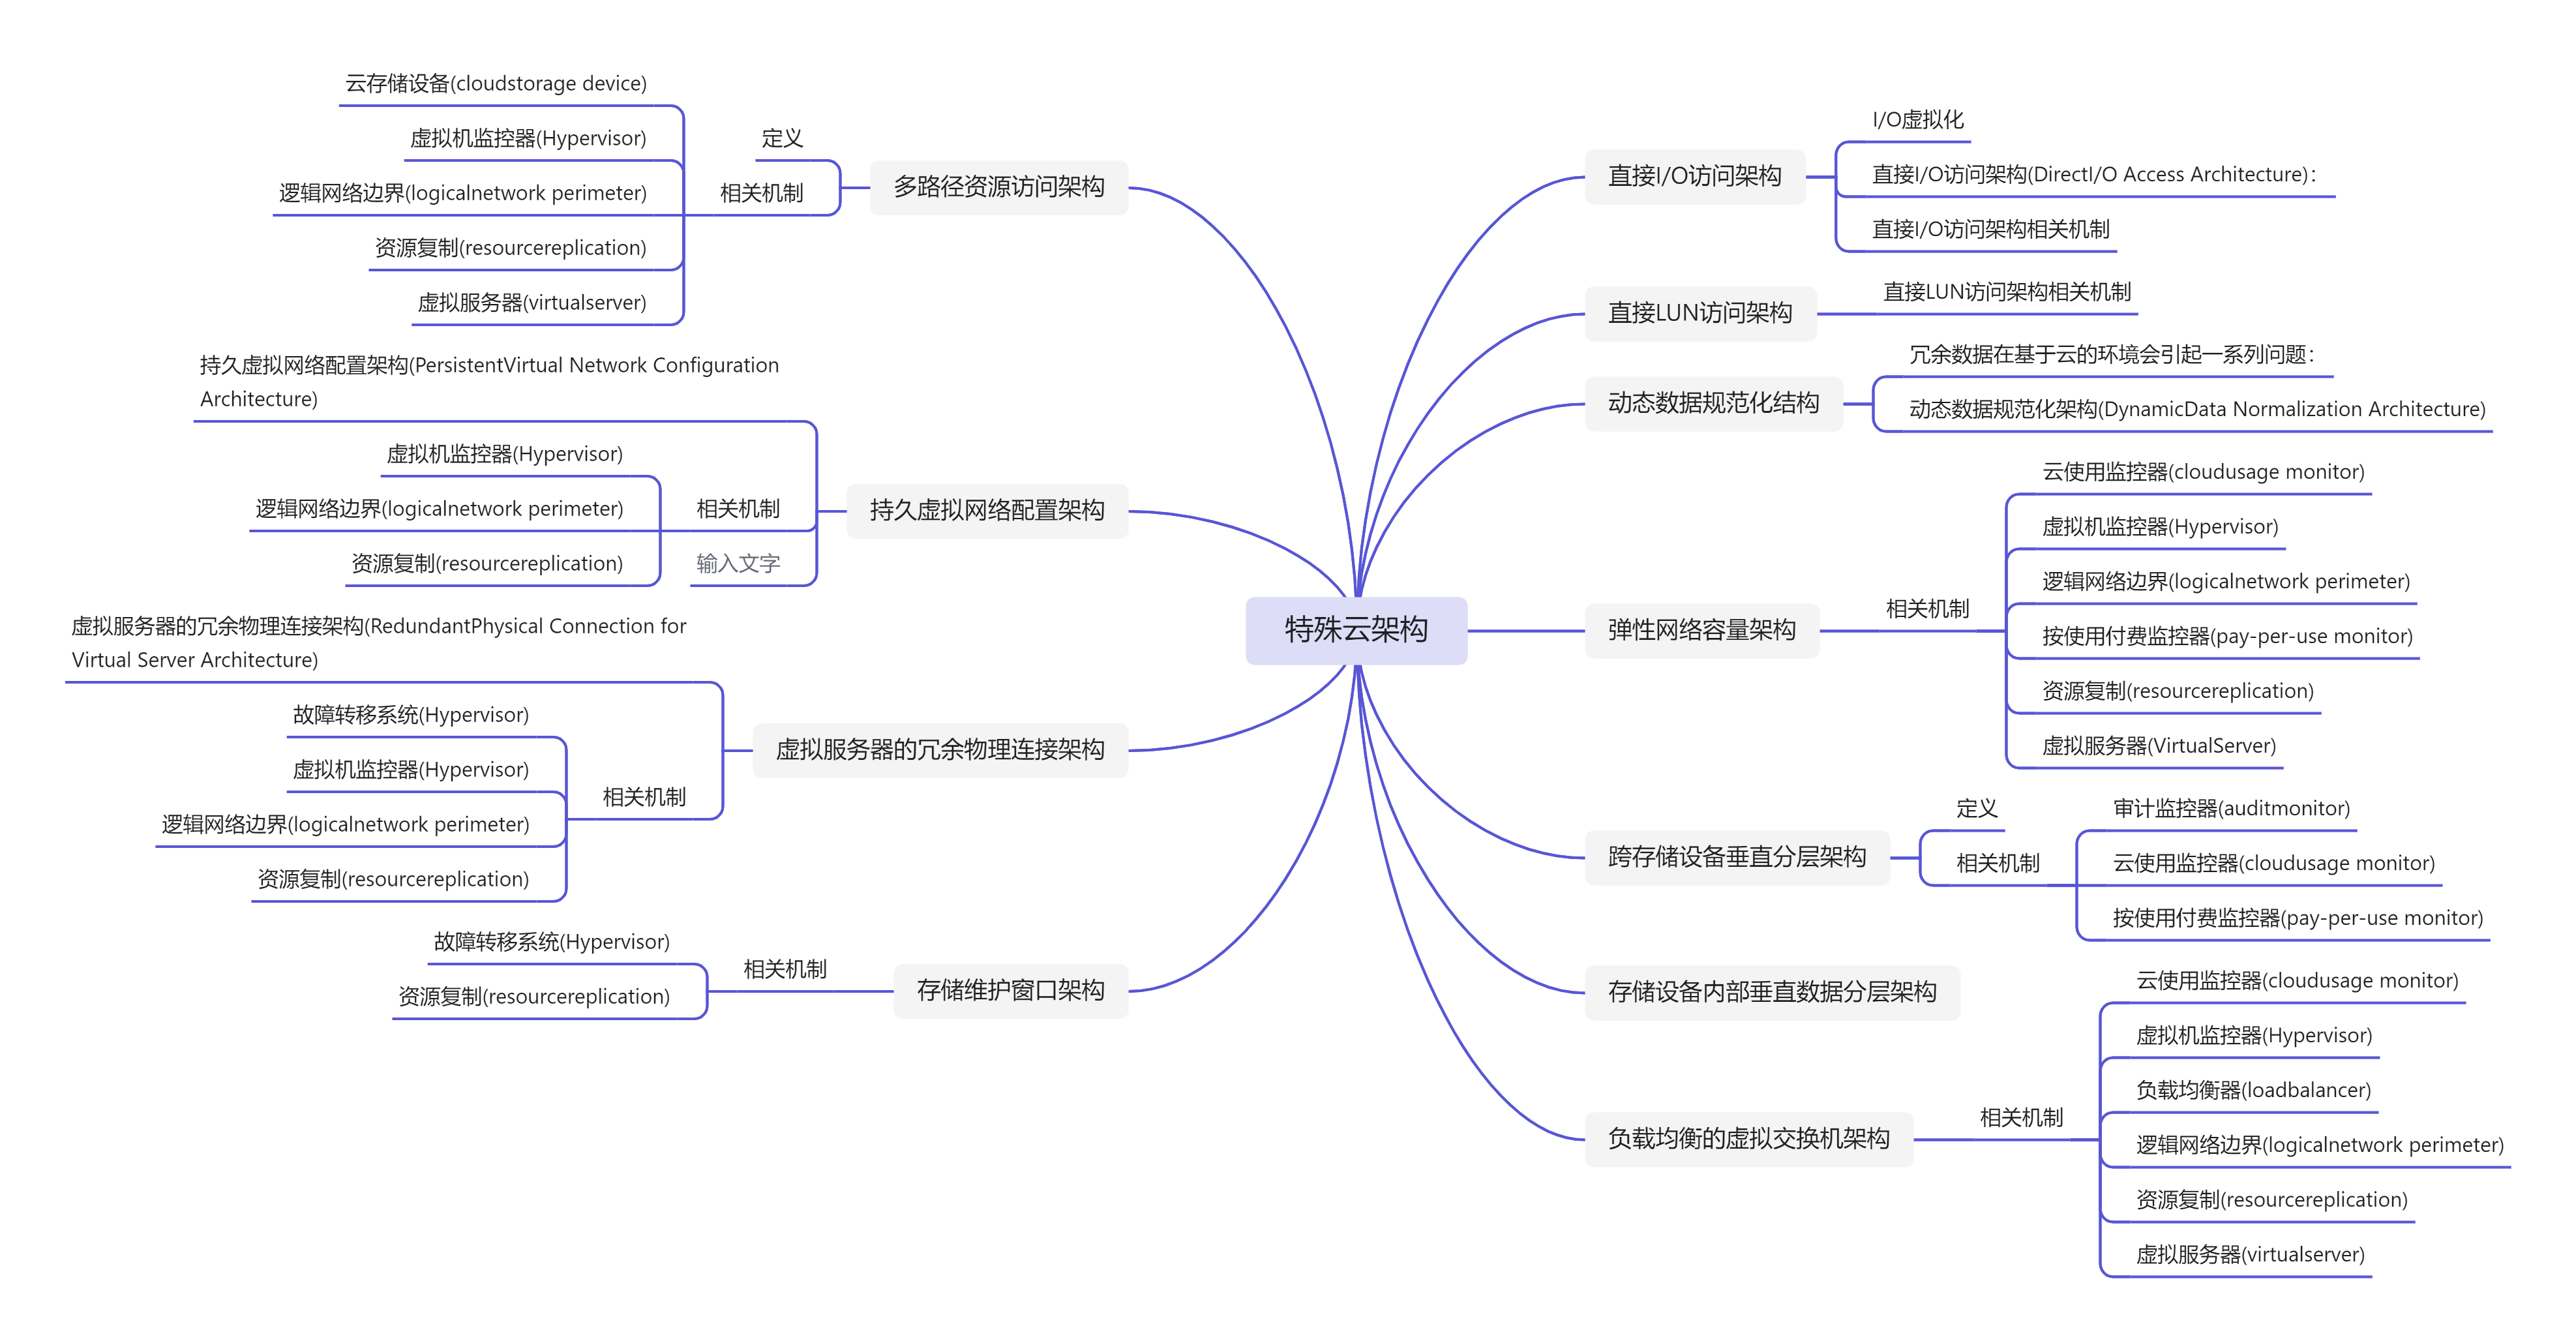 特殊云架构
直接I/O访问架构
I/O虚拟化
直接I/O访问架构(DirectI/O Access Architecture)：
直接I/O访问架构相关机制
直接LUN访问架构
直接LUN访问架构相关机制
动态数据规范化结构
冗余数据在基于云的环境会引起一系列问题：
动态数据规范化架构(DynamicData Normalization Architecture)
弹性网络容量架构
相关机制
云使用监控器(cloudusage monitor)
虚拟机监控器(Hypervisor)
逻辑网络边界(logicalnetwork perimeter)
按使用付费监控器(pay-per-use monitor)
资源复制(resourcereplication)
虚拟服务器(VirtualServer)
跨存储设备垂直分层架构
定义
相关机制
审计监控器(auditmonitor)
云使用监控器(cloudusage monitor)
按使用付费监控器(pay-per-use monitor)
存储设备内部垂直数据分层架构
负载均衡的虚拟交换机架构
相关机制
云使用监控器(cloudusage monitor)
虚拟机监控器(Hypervisor)
负载均衡器(loadbalancer)
逻辑网络边界(logicalnetwork perimeter)
资源复制(resourcereplication)
虚拟服务器(virtualserver)
多路径资源访问架构
定义
相关机制
云存储设备(cloudstorage device)
虚拟机监控器(Hypervisor)
逻辑网络边界(logicalnetwork perimeter)
资源复制(resourcereplication)
虚拟服务器(virtualserver)
持久虚拟网络配置架构
持久虚拟网络配置架构(PersistentVirtual Network Configuration
Architecture)
相关机制
虚拟机监控器(Hypervisor)
逻辑网络边界(logicalnetwork perimeter)
资源复制(resourcereplication)
输入文字
虚拟服务器的冗余物理连接架构
虚拟服务器的冗余物理连接架构(RedundantPhysical Connection for
Virtual Server Architecture)
相关机制
故障转移系统(Hypervisor)
虚拟机监控器(Hypervisor)
逻辑网络边界(logicalnetwork perimeter)
资源复制(resourcereplication)
存储维护窗口架构
相关机制
故障转移系统(Hypervisor)
资源复制(resourcereplication)